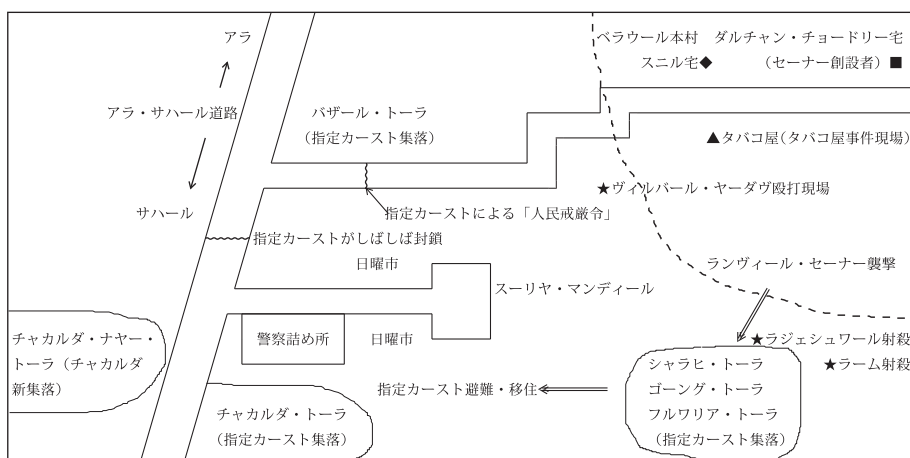 アラ
ベラウール本村　ダルチャン・チョードリー宅
スニル宅◆　（セーナー創設者）■
アラ・サハール道路
バザール・トーラ
（指定カースト集落）
▲タバコ屋(タバコ屋事件現場)
★ヴィルバール・ヤーダヴ殴打現場
サハール
指定カーストによる「人民戒厳令」
指定カーストがしばしば封鎖
日曜市
ランヴィール・セーナー襲撃
スーリヤ・マンディール
チャカルダ・ナヤー・
トーラ（チャカルダ
新集落）
警察詰め所
日曜市
★ラジェシュワール射殺
★ラーム射殺
シャラヒ・トーラ
ゴーング・トーラ
フルワリア・トーラ
（指定カースト集落）
指定カースト避難・移住
チャカルダ・トーラ
（指定カースト集落）